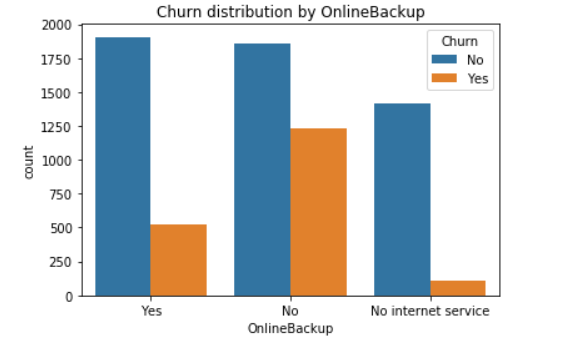 Churn distribution by OnlineBackup
2000
1750
1500
1250
1000
750
500
250
0
count
Churn
No
Yes
Yes
No
No internet service
OnlineBackup